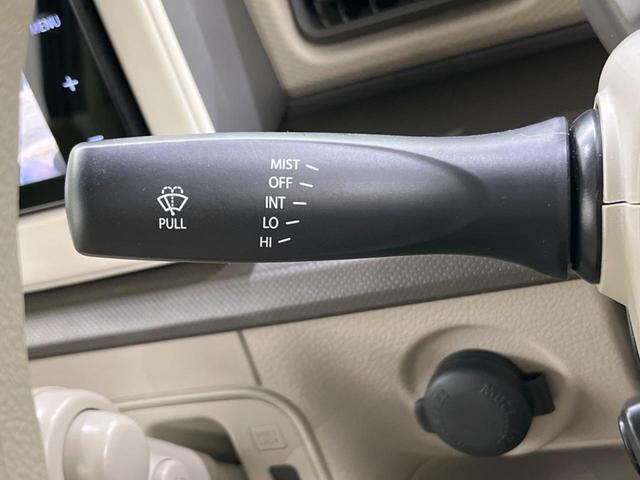 MENU
+
-
MIST
OFF
INT
LO
HI
PULL